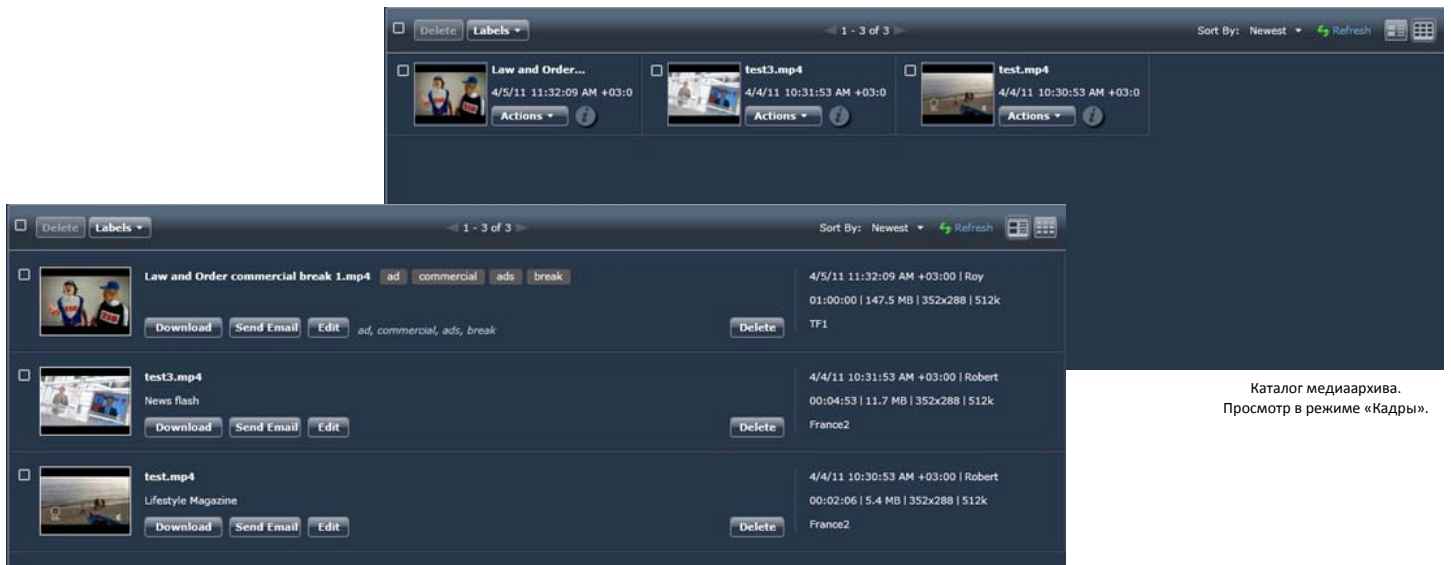 Delete Labels 1 - 3 of 3 Sort By: Newest Refresh
Law and Order...
4/5/11 11:32:09 AM +03:0
Actions i
test3.mp4
4/4/11 10:31:53 AM +03:0
Actions i
test.mp4
4/4/11 10:30:53 AM +03:0
Actions i
Delete Labels 1 - 3 of 3 Sort By: Newest Refresh
Law and Order commercial break 1.mp4 ad commercial ads break
Download Send Email Edit ad, commercial, ads, break Delete
4/5/11 11:32:09 AM +03:00 | Roy
01:00:00 | 147.5 MB | 352x288 | 512k
TF1
test3.mp4
News flash
Download Send Email Edit Delete
4/4/11 10:31:53 AM +03:00 | Robert
00:04:53 | 11.7 MB | 352x288 | 512k
France2
test.mp4
Lifestyle Magazine
Download Send Email Edit Delete
4/4/11 10:30:53 AM +03:00 | Robert
00:02:06 | 5.4 MB | 352x288 | 512k
France2
Каталог медиаархива.
Просмотр в режиме «Кадры».